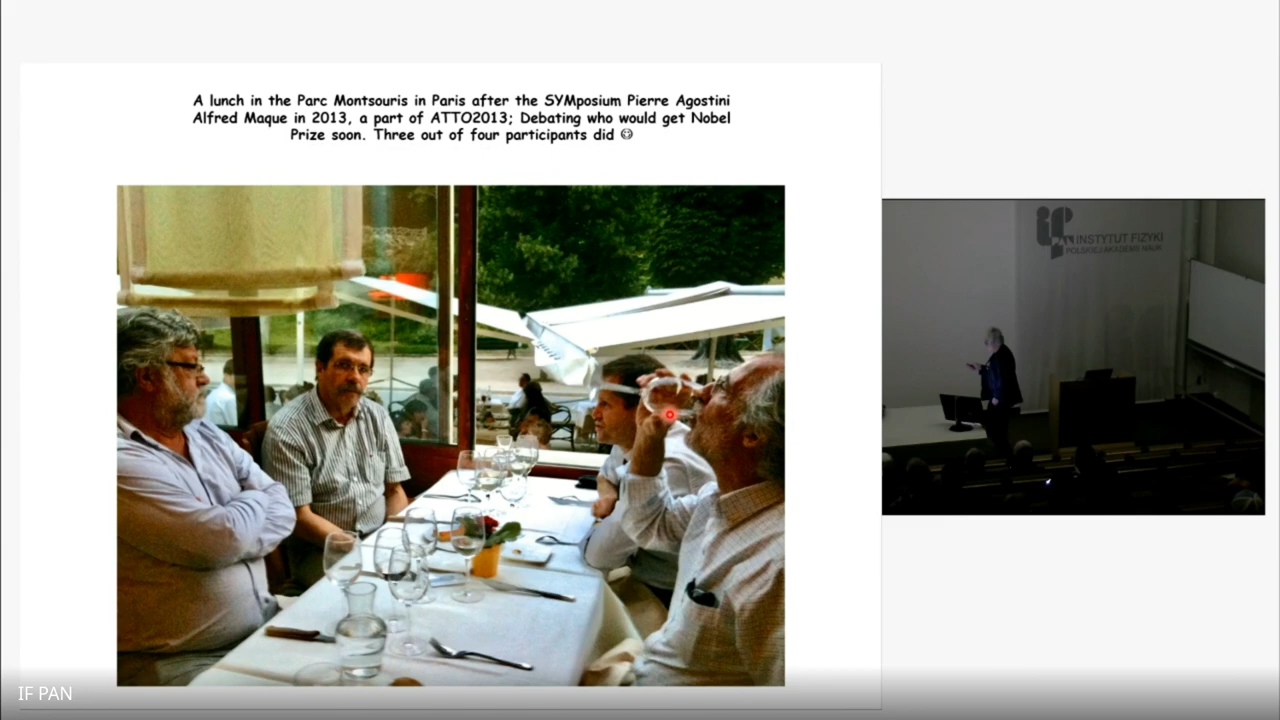 A lunch in the Parc Montsouris in Paris after the SYMposium Pierre Agostini
Alfred Maque in 2013, a part of ATTO2013; Debating who would get Nobel
Prize soon. Three out of four participants did ☺
if
INSTYTUT FIZYKI
POLSKIEJ AKADEMII NAUK
IF PAN